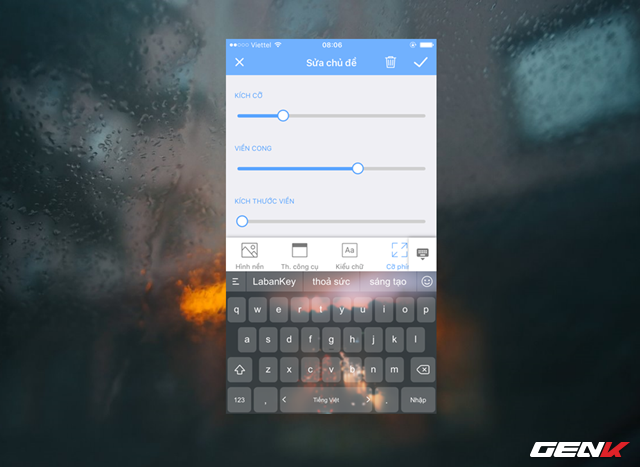 Viettel 08:06
Sửa chủ đề
KÍCH CỠ
VIỀN CONG
KÍCH THƯỚC VIỀN
Hình nền Th. công cụ Kiểu chữ Cỡ phí
Aa
LabanKey thoả sức sáng tạo
q w e r t y u i o p
a s d f g h j k l
z x c v b n m
123 , Tiếng Việt . Nhập
GENK